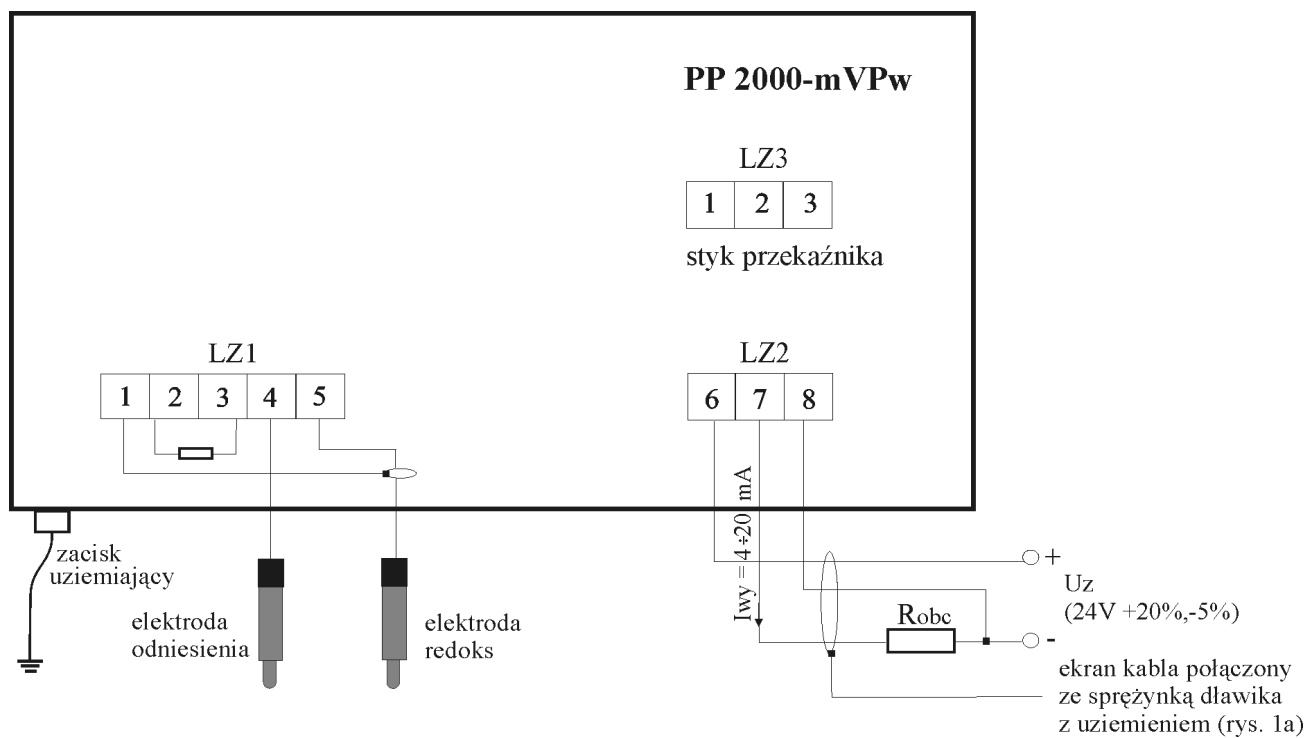 PP 2000-mVPw
LZ3
1 2 3
styk przekaźnika
LZ1
1 2 3 4 5
LZ2
6 7 8
Iwy = 4÷20 mA
zacisk
uziemiający
elektroda
odniesienia
elektroda
redoks
+
Uz
(24V +20%,-5%)
Robc
-
ekran kabla połączony
ze sprężynką dławika
z uziemieniem (rys. 1a)